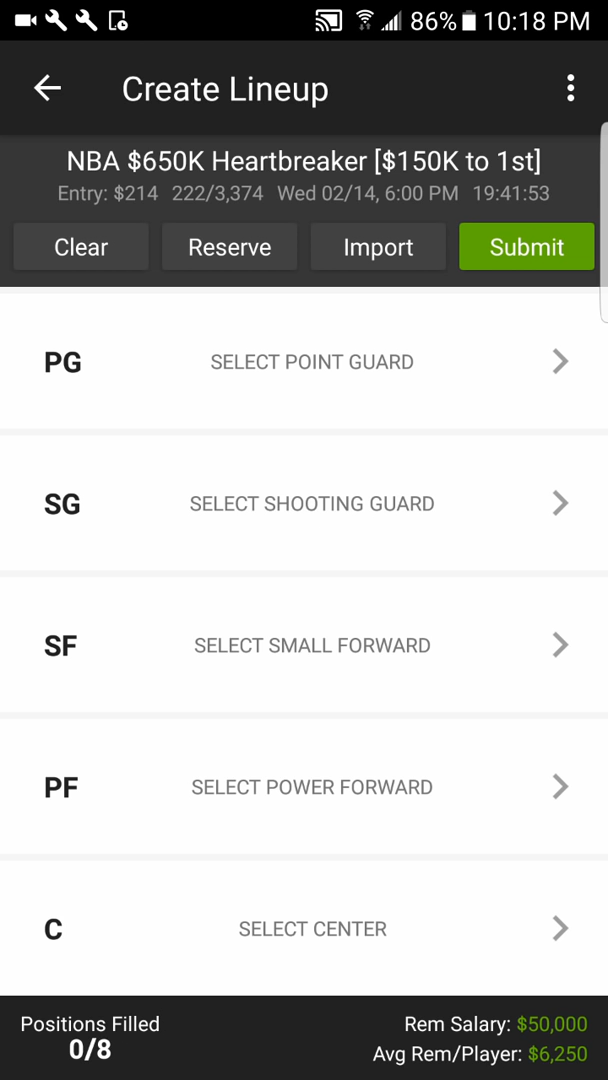 86% 10:18 PM
Create Lineup
NBA $650K Heartbreaker [$150K to 1st]
Entry: $214 222/3,374 Wed 02/14, 6:00 PM 19:41:53
Clear Reserve Import Submit
PG SELECT POINT GUARD
SG SELECT SHOOTING GUARD
SF SELECT SMALL FORWARD
PF SELECT POWER FORWARD
C SELECT CENTER
Positions Filled Rem Salary: $50,000
0/8 Avg Rem/Player: $6,250